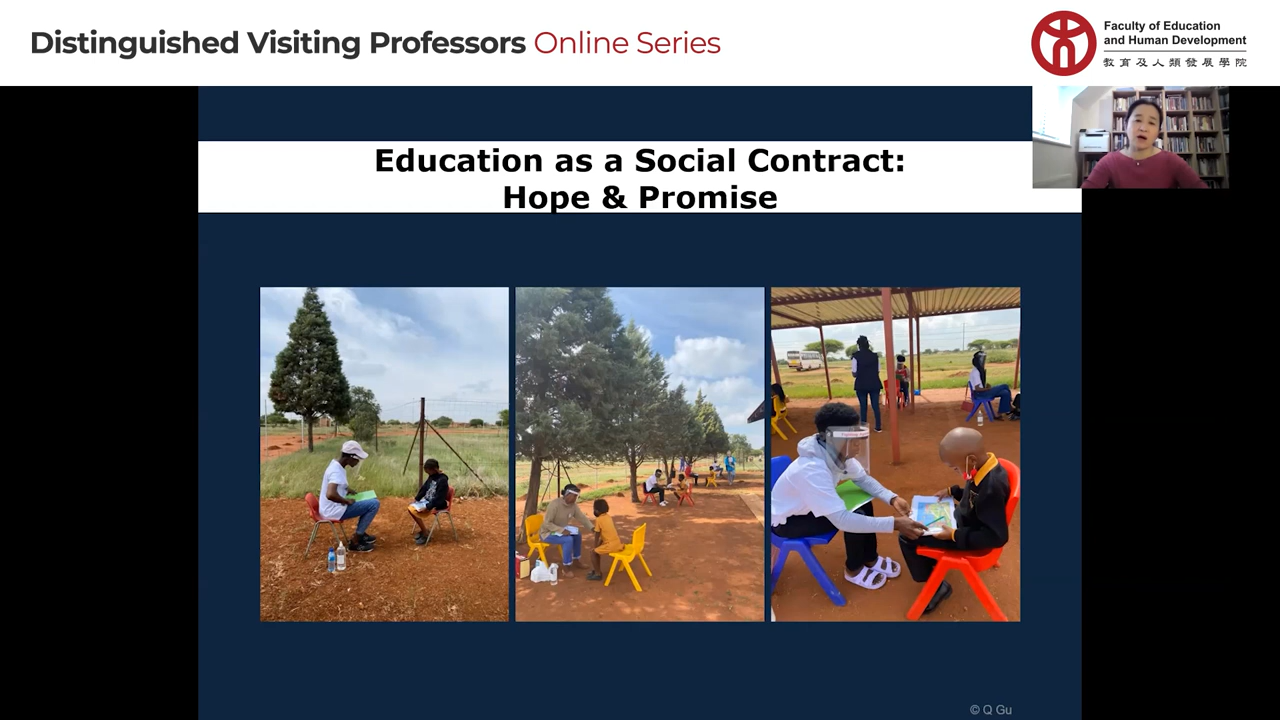 Distinguished Visiting Professors Online Series
Faculty of Education
and Human Development
教育及人類發展學院
Education as a Social Contract:
Hope & Promise
© Q Gu